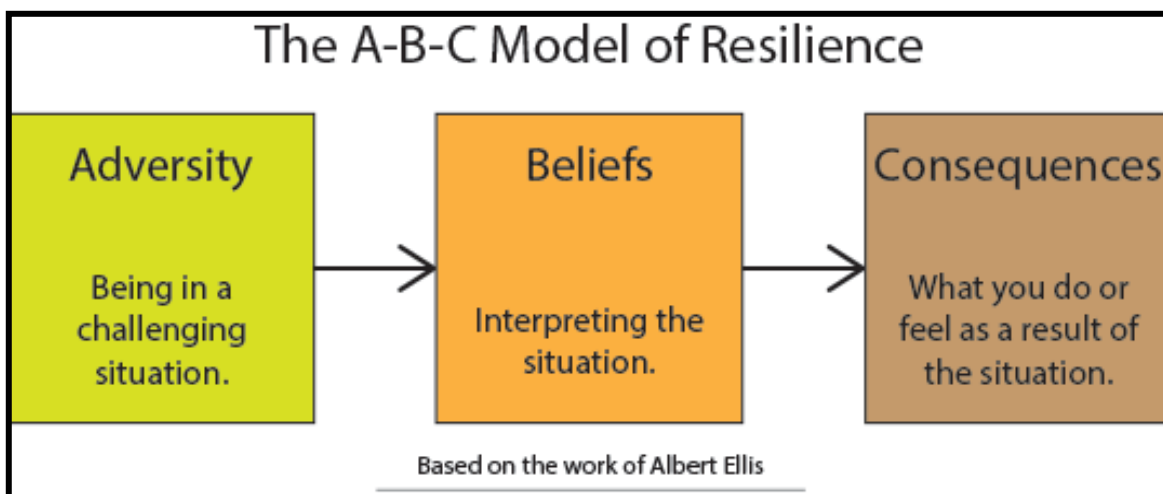 The A-B-C Model of Resilience
Adversity
Being in a
challenging
situation.
Beliefs
Interpreting the
situation.
Consequences
What you do or
feel as a result of
the situation.
Based on the work of Albert Ellis